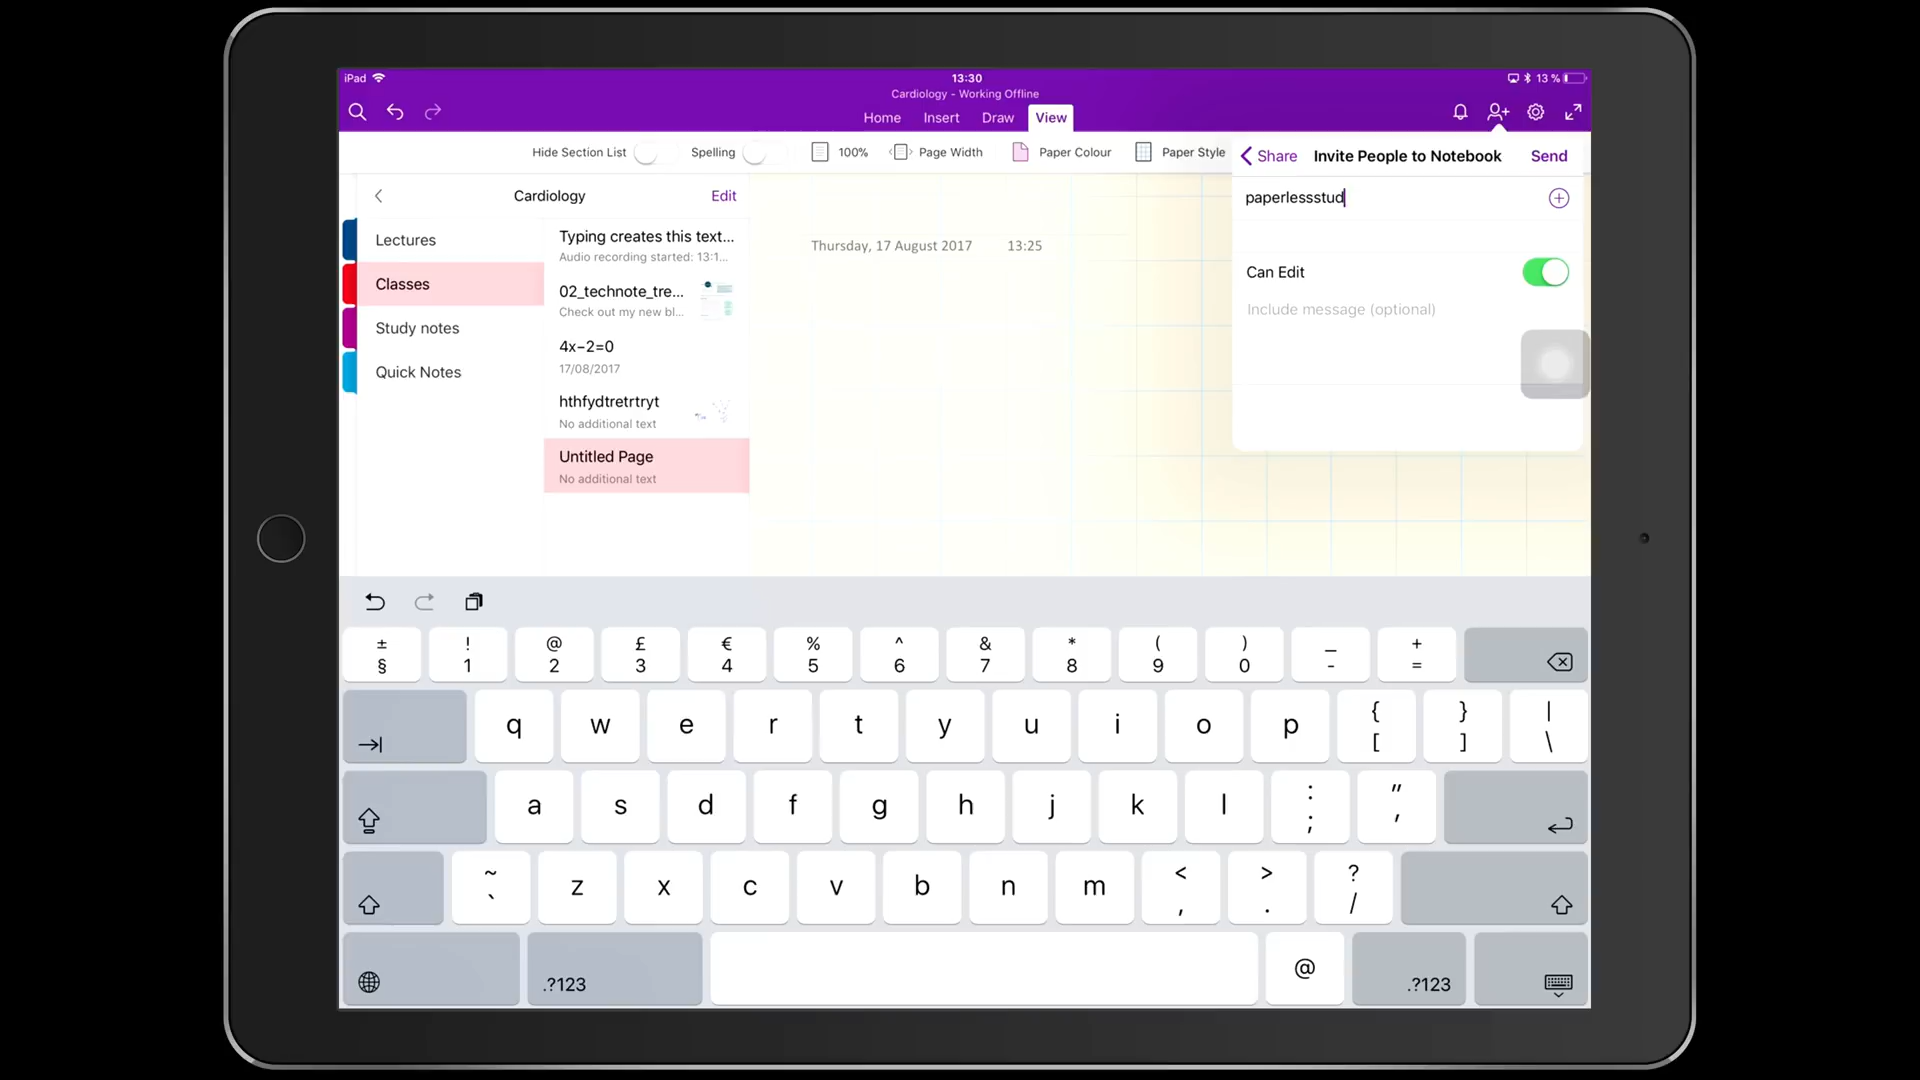 iPad 13:30 13 %
Cardiology - Working Offline
Home Insert Draw View
Hide Section List Spelling 100% Page Width Paper Colour Paper Style
Share Invite People to Notebook Send
paperlessstud
Can Edit
Include message (optional)
Cardiology Edit
Lectures
Classes
Study notes
Quick Notes
Typing creates this text...
Audio recording started: 13:1...
02_technote_tre...
Check out my new bl...
4x−2=0
17/08/2017
hthfydtretrtryt
No additional text
Untitled Page
No additional text
Thursday, 17 August 2017 13:25
± ! @ £ € % ^ & * ( ) _ +
§ 1 2 3 4 5 6 7 8 9 0 - =
q w e r t y u i o p { [ } ] | \
a s d f g h j k l : ; " '
~ ` z x c v b n m < , > . ? /
.?123 @ .?123